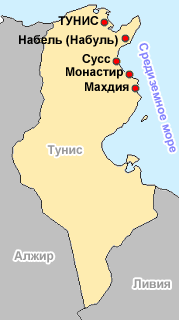 ТУНИС
Набель (Набуль)
Сусс
Монастир
Махдия
Средиземное море
Тунис
Алжир
Ливия